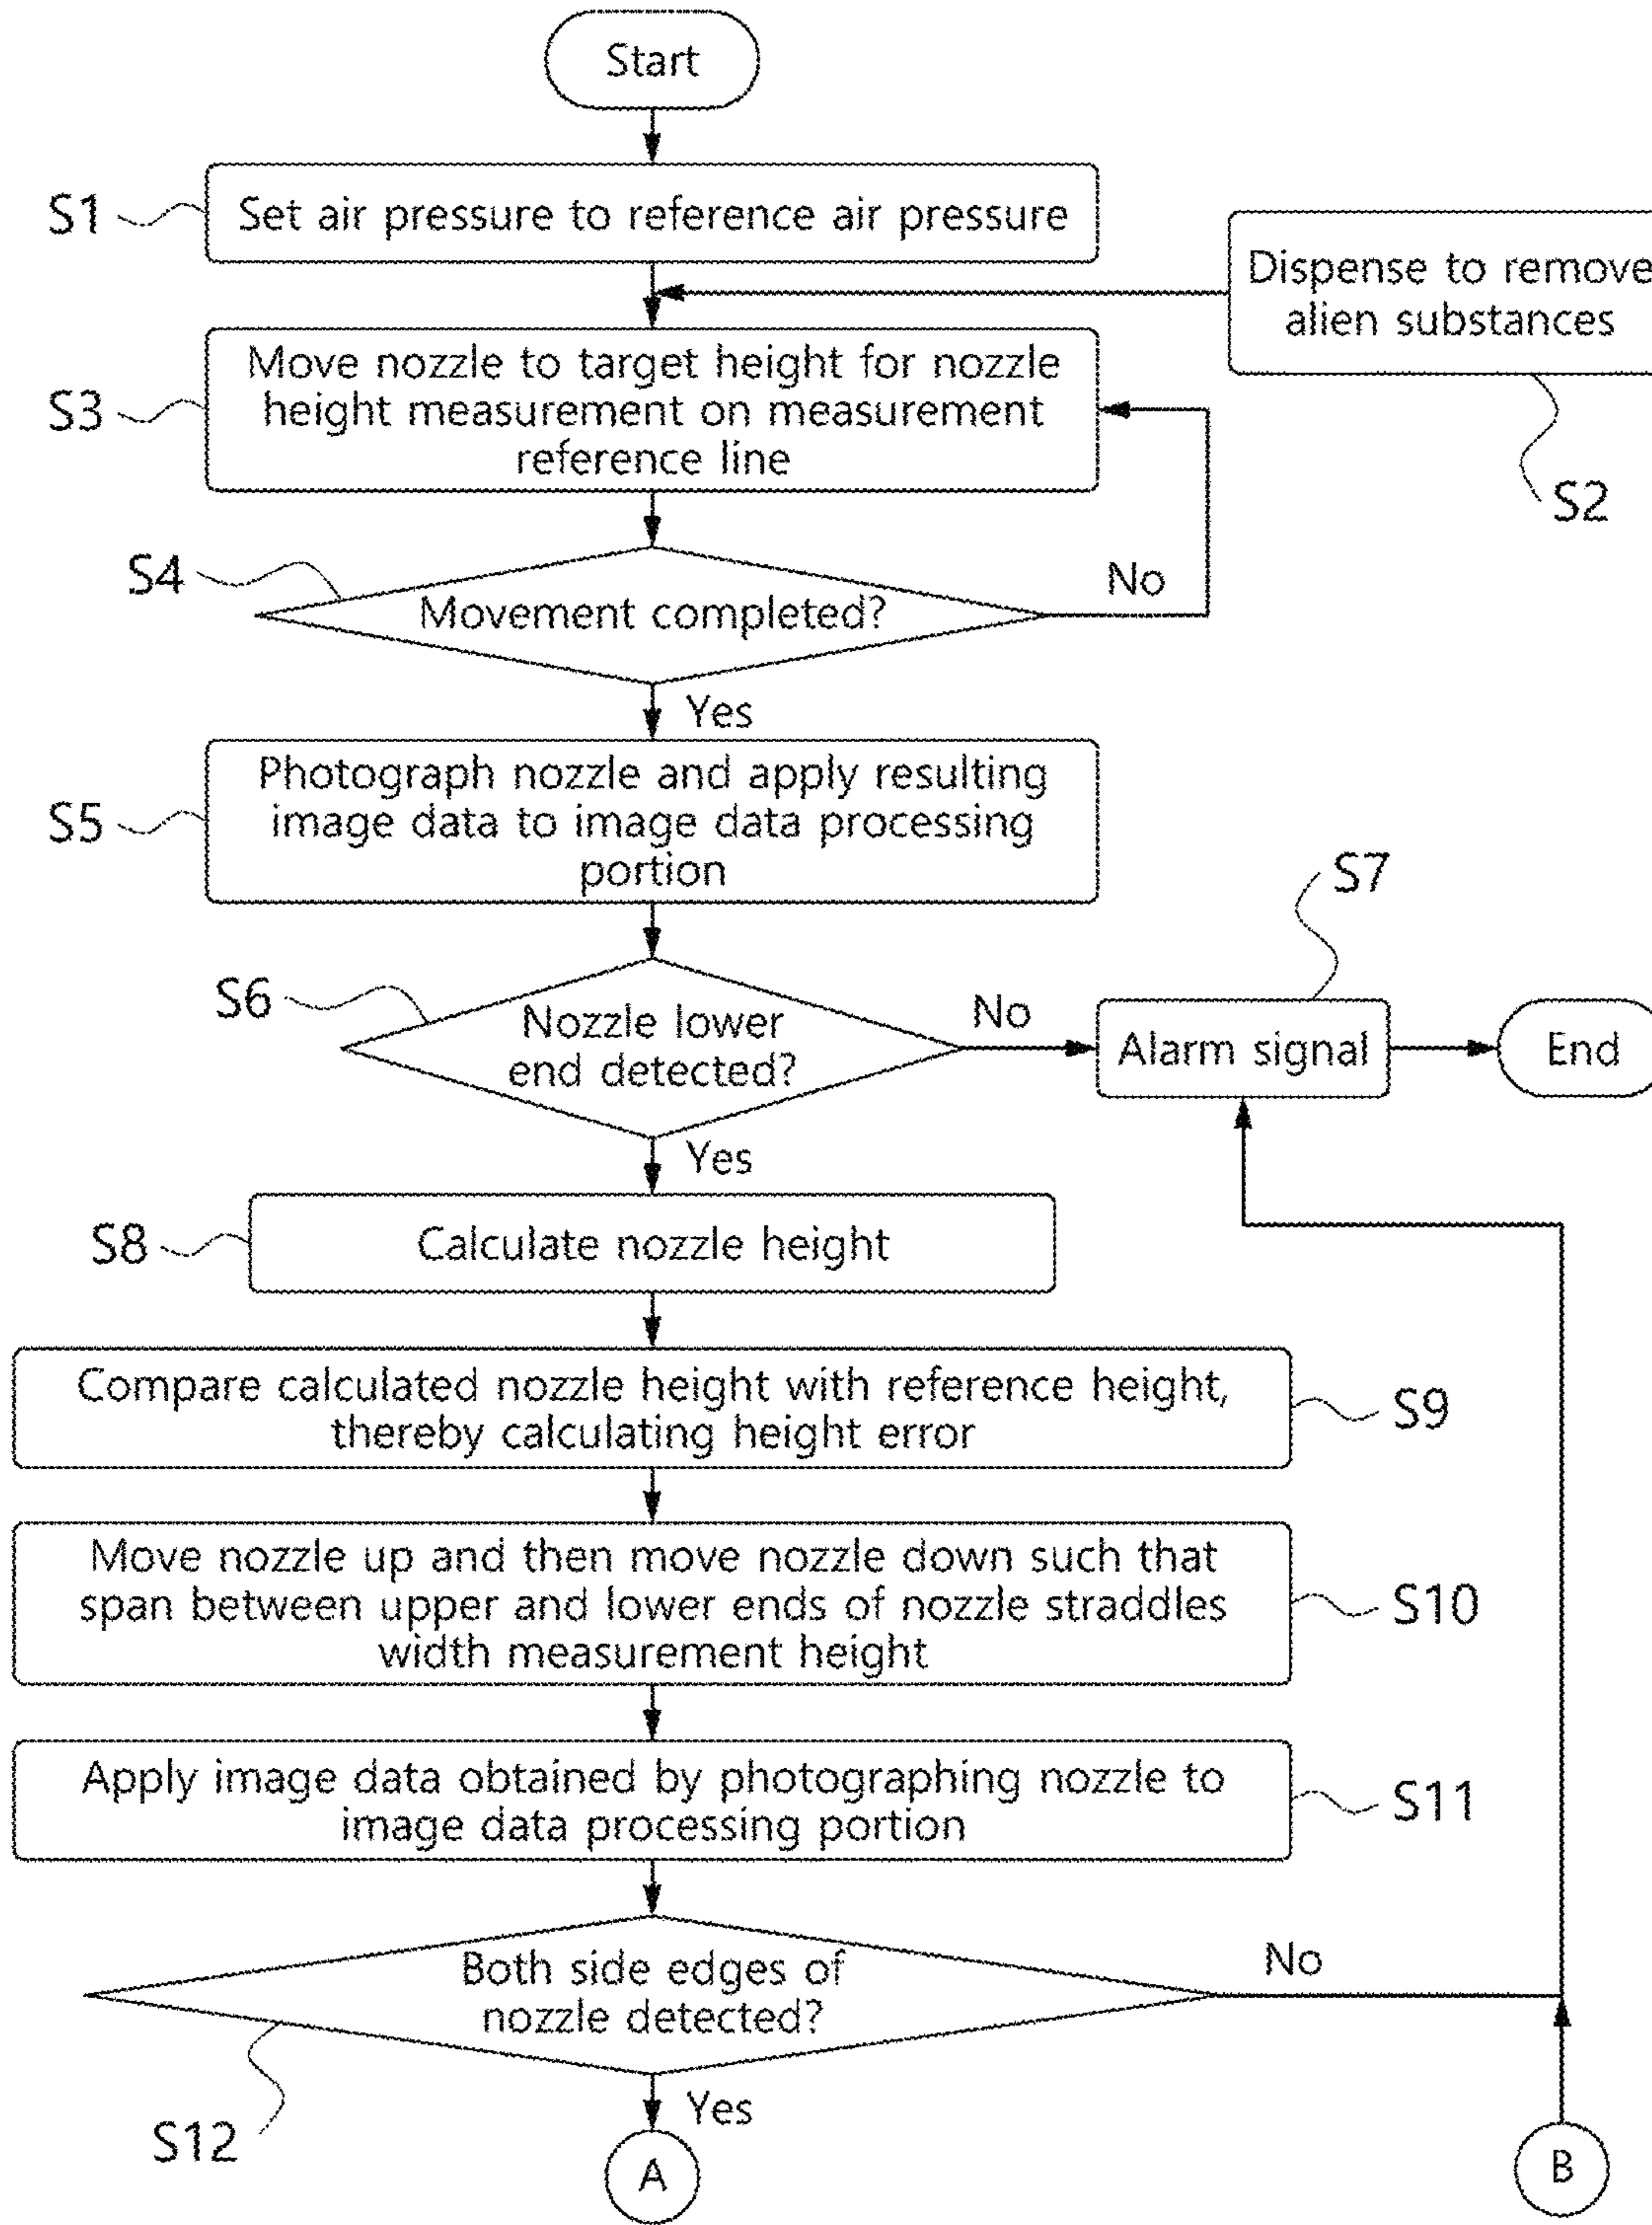 Start
S1
Set air pressure to reference air pressure
Dispense to remove
alien substances
S2
S3
Move nozzle to target height for nozzle
height measurement on measurement
reference line
S4
Movement completed?
No
Yes
S5
Photograph nozzle and apply resulting
image data to image data processing
portion
S6
Nozzle lower
end detected?
No
S7
Alarm signal
End
Yes
S8
Calculate nozzle height
Compare calculated nozzle height with reference height,
thereby calculating height error
S9
Move nozzle up and then move nozzle down such that
span between upper and lower ends of nozzle straddles
width measurement height
S10
Apply image data obtained by photographing nozzle to
image data processing portion
S11
Both side edges of
nozzle detected?
No
S12
Yes
A
B